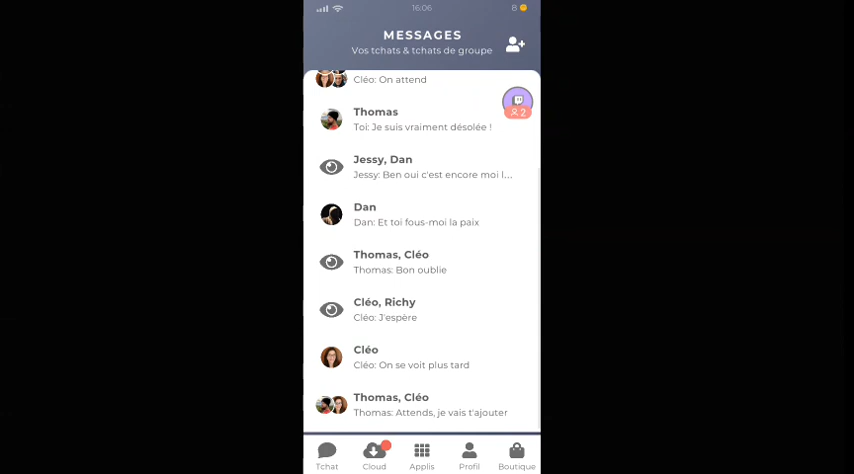 16:06
8
MESSAGES
Vos tchats & tchats de groupe
Cléo: On attend
2
Thomas
Toi: Je suis vraiment désolée !
Jessy, Dan
Jessy: Ben oui c'est encore moi l...
Dan
Dan: Et toi fous-moi la paix
Thomas, Cléo
Thomas: Bon oublie
Cléo, Richy
Cléo: J'espère
Cléo
Cléo: On se voit plus tard
Thomas, Cléo
Thomas: Attends, je vais t'ajouter
Tchat Cloud Applis Profil Boutique